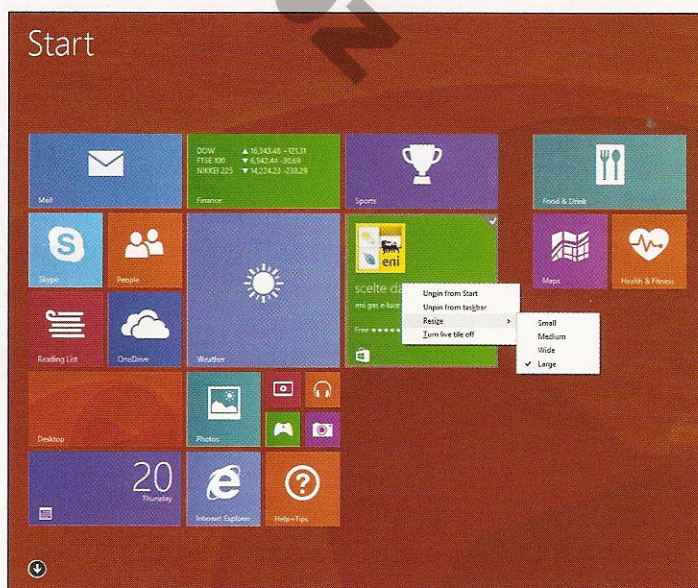 Start
Mail
DOW ▲ 16,343.48 -121.31
FTSE 100 ▼ 6,542.44 -30.69
NIKKEI 225 ▼ 14,224.23 -238.29
Finance
Sports
Food & Drink
Skype
People
Weather
eni
scelte da
eni gas e luce
Free ★★★★★
Maps
Health & Fitness
Unpin from Start
Unpin from taskbar
Resize >
Turn live tile off
Small
Medium
Wide
✓ Large
Reading List
OneDrive
Desktop
Photos
20
Thursday
Internet Explorer
Help+Tips